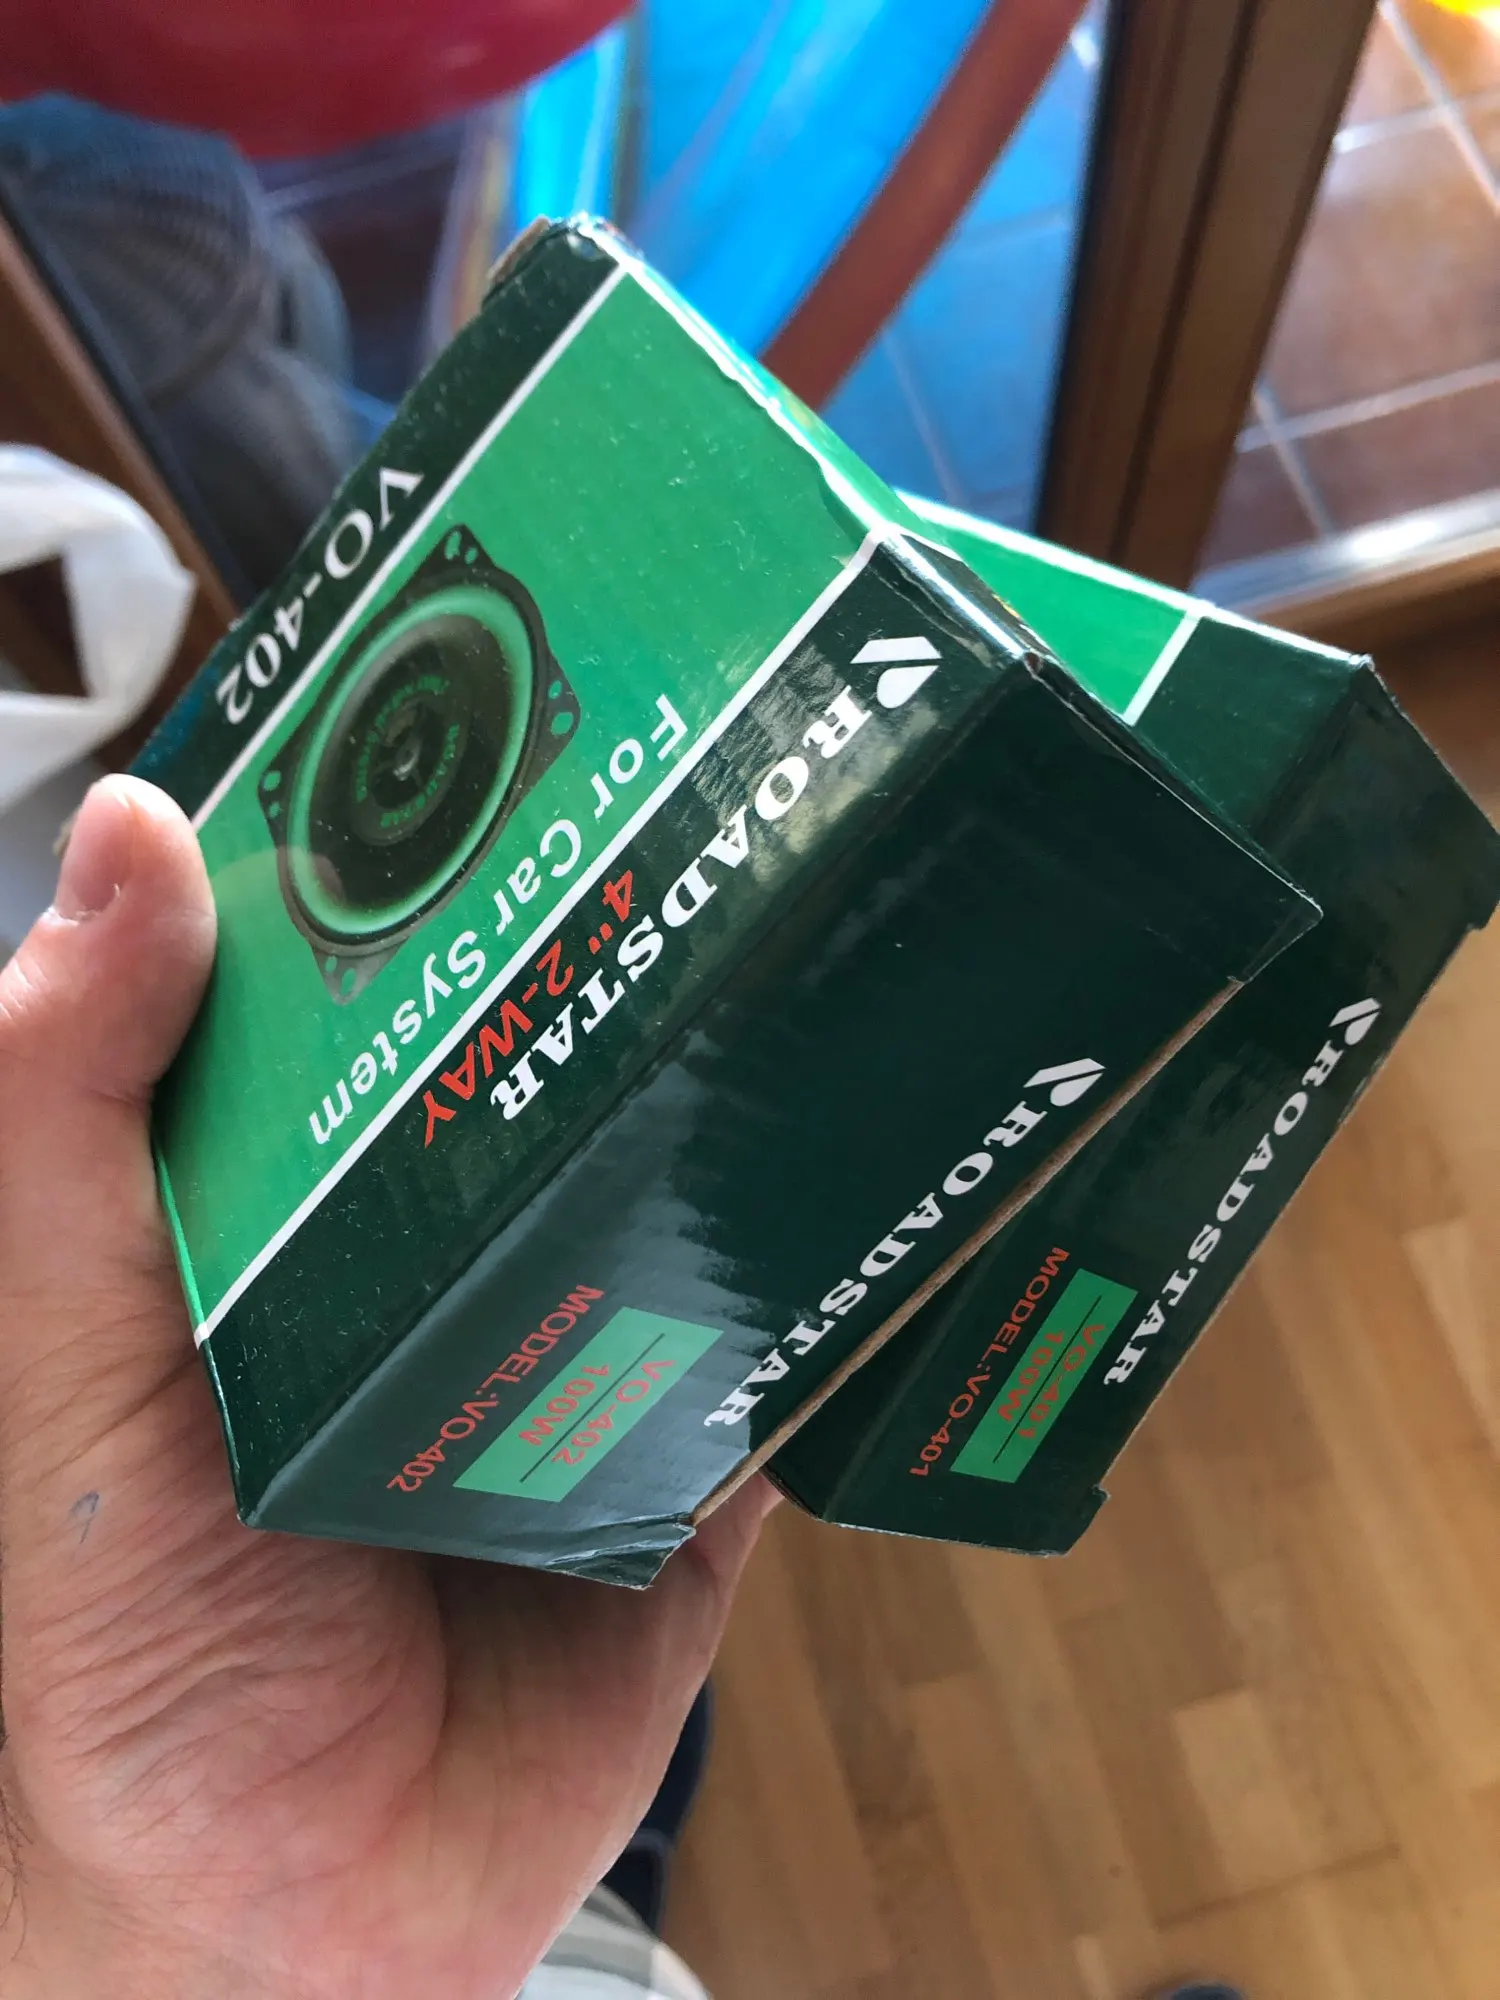 VO-402
For Car System
ROADSTAR
4" 2-WAY
ROADSTAR
VO-402
100W
MODEL:VO-402
ROADSTAR
VO-401
100W
MODEL:VO-401